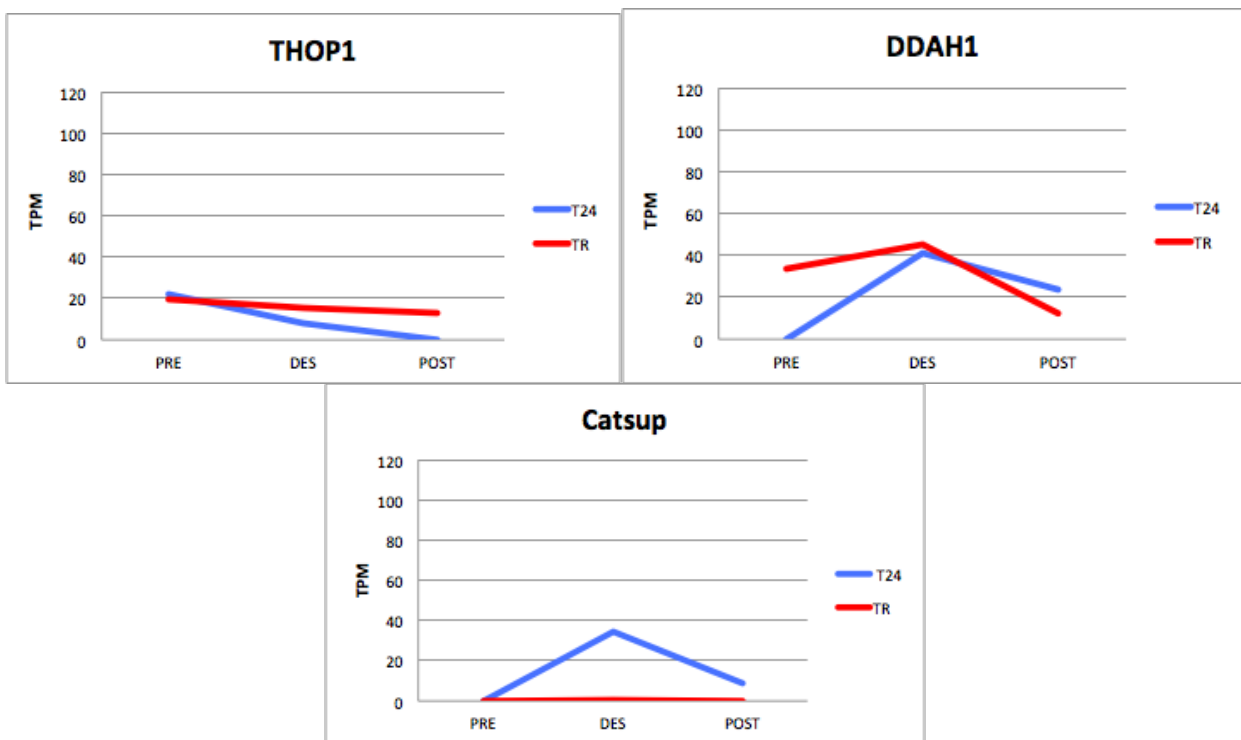 THOP1
120
100
80
60
40
20
0
TPM
PRE DES POST
T24
TR
DDAH1
120
100
80
60
40
20
0
TPM
PRE DES POST
T24
TR
Catsup
120
100
80
60
40
20
0
TPM
PRE DES POST
T24
TR